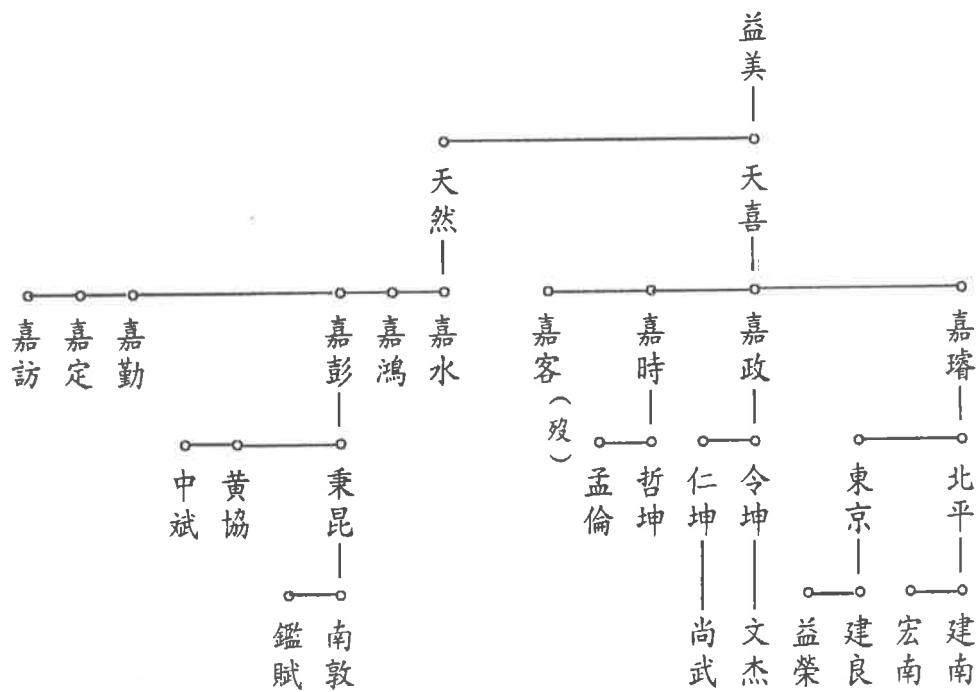 益美
天喜
天然
嘉璿
嘉政
嘉時
嘉客(歿)
嘉水
嘉鴻
嘉彭
嘉勤
嘉定
嘉訪
北平
東京
令坤
仁坤
哲坤
孟倫
秉昆
黃協
中斌
建南
宏南
建良
益榮
文杰
尚武
南敦
鑑賦